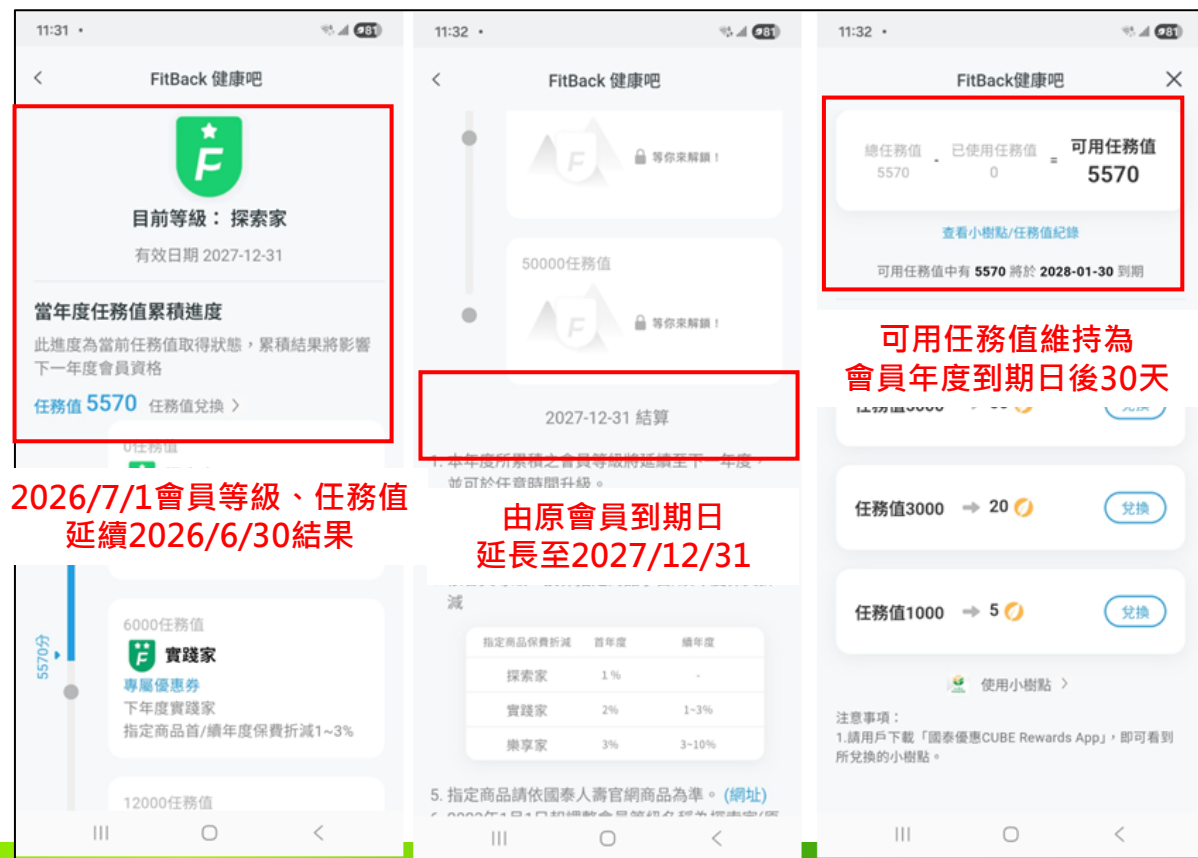 11:31
81
FitBack 健康吧
F
目前等級： 探索家
有效日期 2027-12-31
當年度任務值累積進度
此進度為當前任務值取得狀態，累積結果將影響
下一年度會員資格
任務值 5570 任務值兌換
0任務值
2026/7/1會員等級、任務值
延續2026/6/30結果
5570分
6000任務值
實踐家
專屬優惠券
下年度實踐家
指定商品首/續年度保費折減1~3%
12000任務值
11:32
81
FitBack 健康吧
F
等你來解鎖！
50000任務值
F
等你來解鎖！
2027-12-31 結算
1. 本年度所累積之會員等級將延續至下一年度，
並可於任意時間升級。
由原會員到期日
延長至2027/12/31
減
指定商品保費折減 首年度 續年度
探索家 1% -
實踐家 2% 1~3%
樂享家 3% 3~10%
5. 指定商品請依國泰人壽官網商品為準。 (網址)
11:32
81
FitBack健康吧
總任務值 - 已使用任務值 = 可用任務值
5570 0 5570
查看小樹點/任務值紀錄
可用任務值中有 5570 將於 2028-01-30 到期
可用任務值維持為
會員年度到期日後30天
任務值3000 20 兌換
任務值1000 5 兌換
使用小樹點
注意事項：
1.請用戶下載「國泰優惠CUBE Rewards App」，即可看到
所兌換的小樹點。